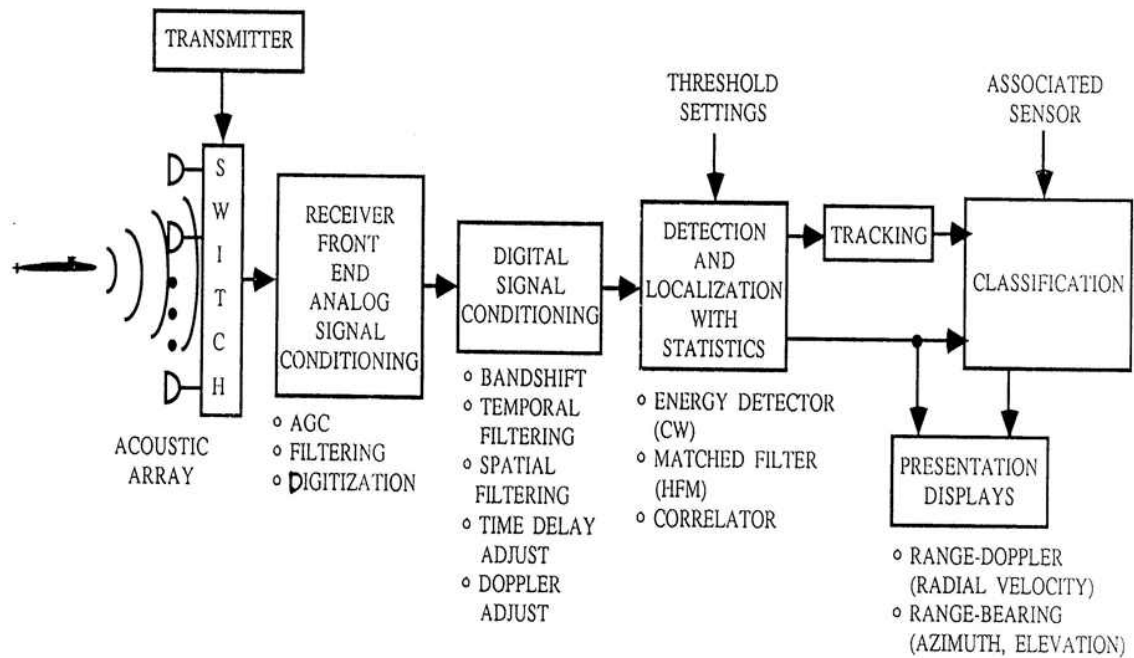 TRANSMITTER
S
W
I
T
C
H
ACOUSTIC
ARRAY
RECEIVER
FRONT
END
ANALOG
SIGNAL
CONDITIONING
o AGC
o FILTERING
o DIGITIZATION
DIGITAL
SIGNAL
CONDITIONING
o BANDSHIFT
o TEMPORAL
FILTERING
o SPATIAL
FILTERING
o TIME DELAY
ADJUST
o DOPPLER
ADJUST
THRESHOLD
SETTINGS
DETECTION
AND
LOCALIZATION
WITH
STATISTICS
o ENERGY DETECTOR
(CW)
o MATCHED FILTER
(HFM)
o CORRELATOR
TRACKING
ASSOCIATED
SENSOR
CLASSIFICATION
PRESENTATION
DISPLAYS
o RANGE-DOPPLER
(RADIAL VELOCITY)
o RANGE-BEARING
(AZIMUTH, ELEVATION)